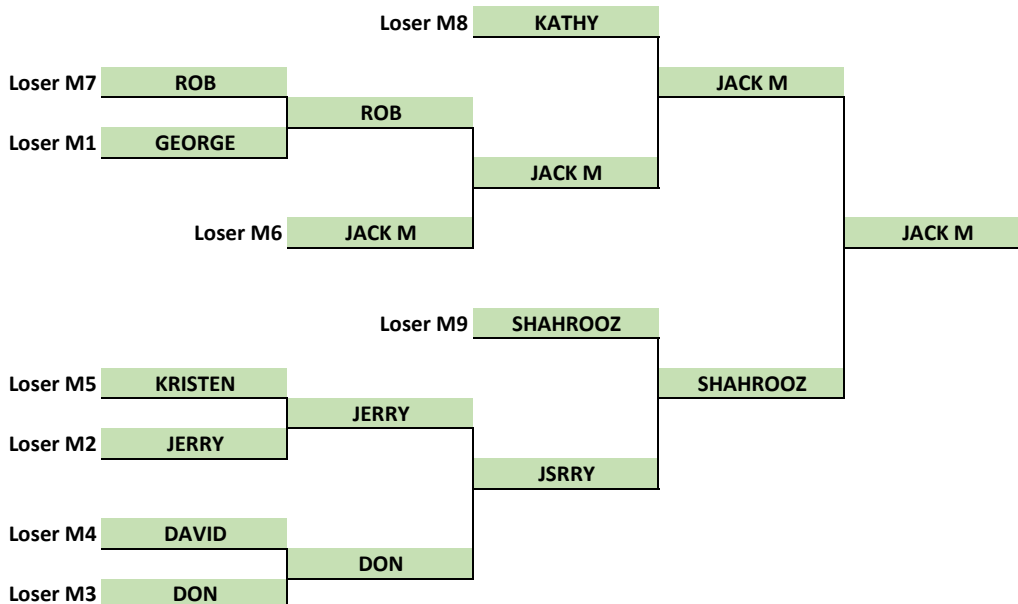 Loser M8 KATHY
Loser M7 ROB JACK M
ROB
Loser M1 GEORGE
JACK M
Loser M6 JACK M JACK M
Loser M9 SHAHROOZ
Loser M5 KRISTEN SHAHROOZ
JERRY
Loser M2 JERRY
JSRRY
Loser M4 DAVID
DON
Loser M3 DON